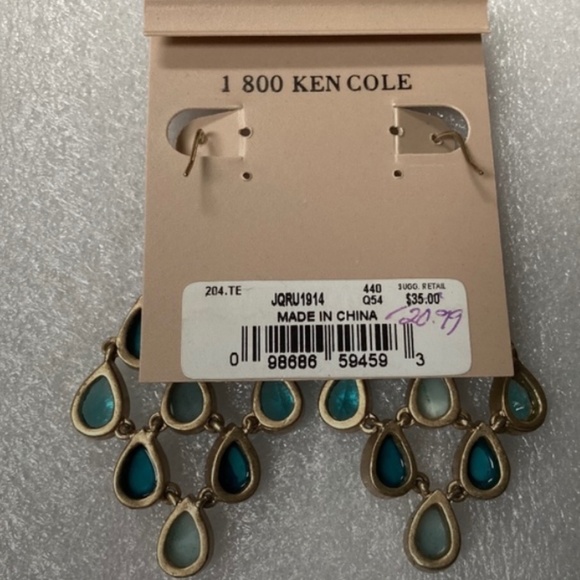 1 800 KEN COLE
204.TE JQRU1914 440 SUGG. RETAIL
Q54 $35.00
MADE IN CHINA 20.99
0 98686 59459 3